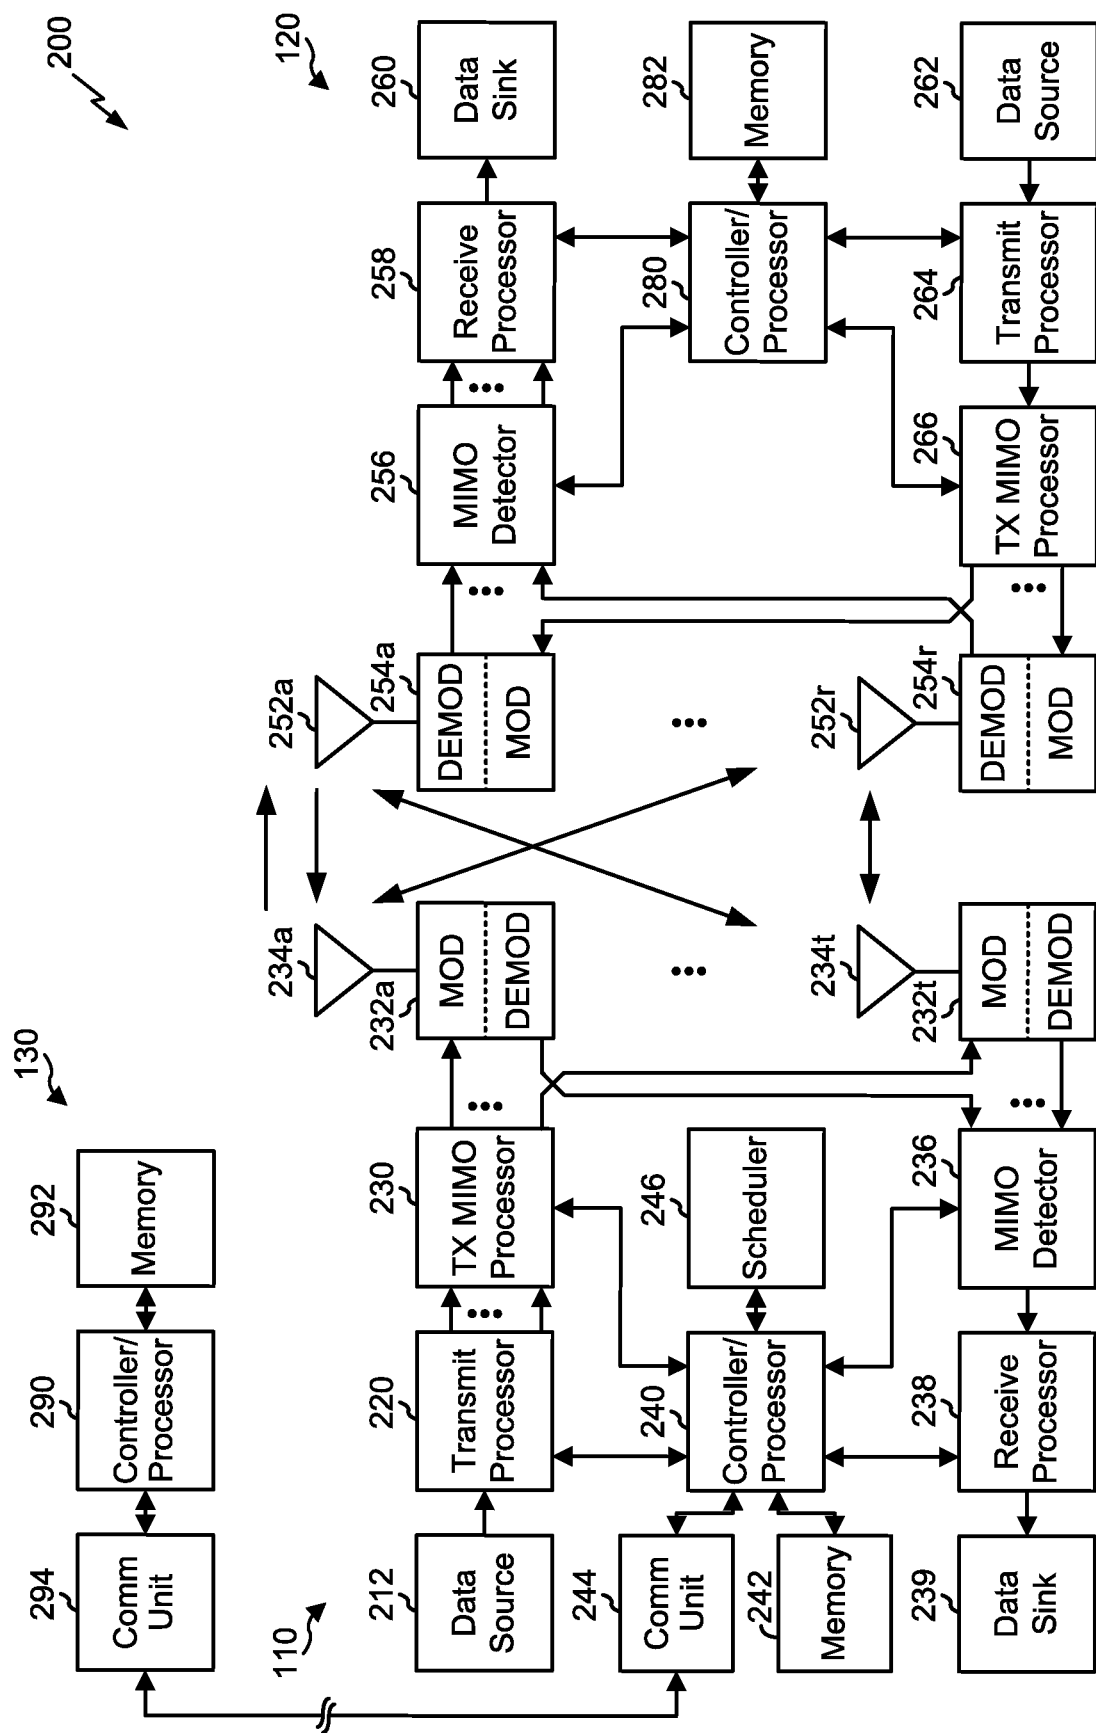 200
130
294
Comm
Unit
290
Controller/
Processor
292
Memory
110
120
212
Data
Source
220
Transmit
Processor
•••
230
TX MIMO
Processor
•••
234a
232a
MOD
DEMOD
252a
254a
DEMOD
MOD
•••
256
MIMO
Detector
•••
258
Receive
Processor
260
Data
Sink
244
Comm
Unit
242
Memory
240
Controller/
Processor
246
Scheduler
•••
•••
280
Controller/
Processor
282
Memory
239
Data
Sink
238
Receive
Processor
236
MIMO
Detector
•••
234t
232t
MOD
DEMOD
252r
254r
DEMOD
MOD
•••
266
TX MIMO
Processor
264
Transmit
Processor
262
Data
Source